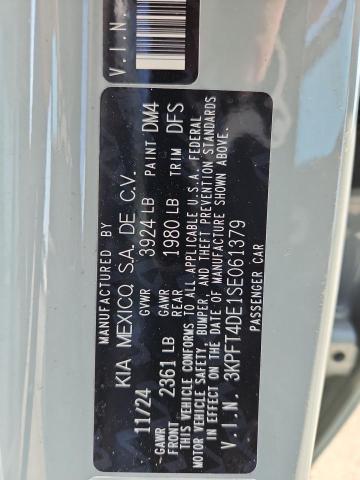 V.I.N.
MANUFACTURED BY
KIA MEXICO, S.A. DE C.V.
11/24 GVWR 3924 LB PAINT DM4
GAWR FRONT 2361 LB GAWR REAR 1980 LB TRIM DFS
THIS VEHICLE CONFORMS TO ALL APPLICABLE U.S.A. FEDERAL
MOTOR VEHICLE SAFETY, BUMPER, AND THEFT PREVENTION STANDARDS
IN EFFECT ON THE DATE OF MANUFACTURE SHOWN ABOVE.
V.I.N. 3KPFT4DE1SE061379
PASSENGER CAR